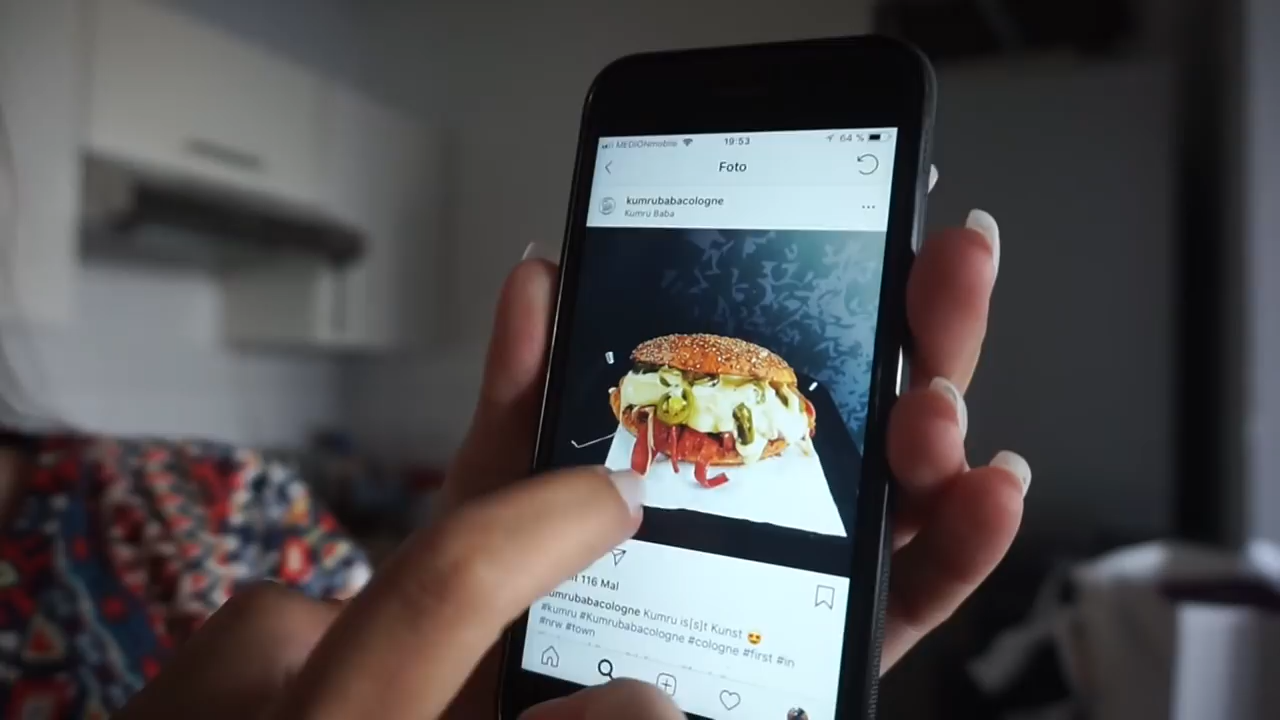 MEDIONmobile 19:53 64 %
Foto
kumrubabacologne
Kumru Baba
116 Mal
kumrubabacologne Kumru is[s]t Kunst 😍
#kumru #Kumrubabacologne #cologne #first #in
#nrw #town